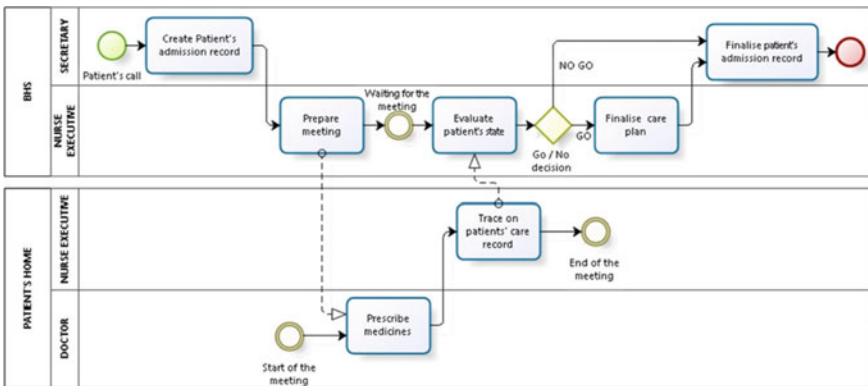 BHS
SECRETARY
Patient's call
Create Patient's
admission record
NO GO
Finalise patient's
admission record
NURSE
EXECUTIVE
Prepare
meeting
Waiting for the
meeting
Evaluate
patient's state
Go / No
decision
GO
Finalise care
plan
PATIENT'S HOME
NURSE EXECUTIVE
Trace on
patients' care
record
End of the
meeting
DOCTOR
Start of the
meeting
Prescribe
medicines